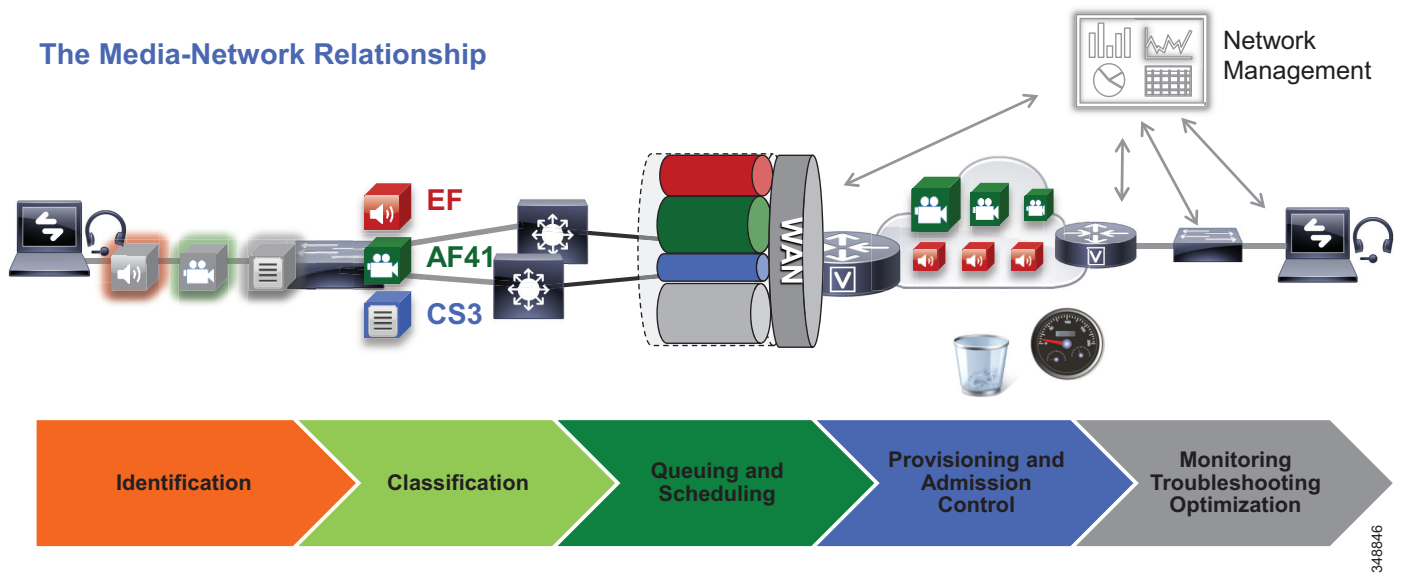 The Media-Network Relationship
Network
Management
EF
AF41
CS3
WAN
V
V
Identification
Classification
Queuing and
Scheduling
Provisioning and
Admission
Control
Monitoring
Troubleshooting
Optimization
348846